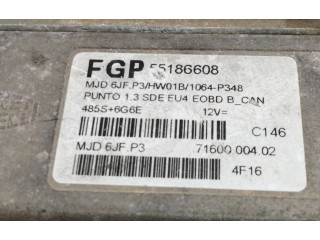 FGP 55186608
MJD 6JF.P3/HW01B/1064-P348
PUNTO 1.3 SDE EU4 EOBD B_CAN
485S+6G6E 12V=
C146
MJD 6JF.P3 71600.004.02
4F16